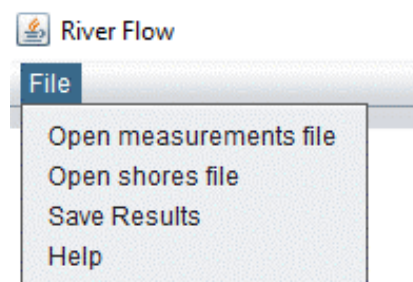 River Flow
File
Open measurements file
Open shores file
Save Results
Help